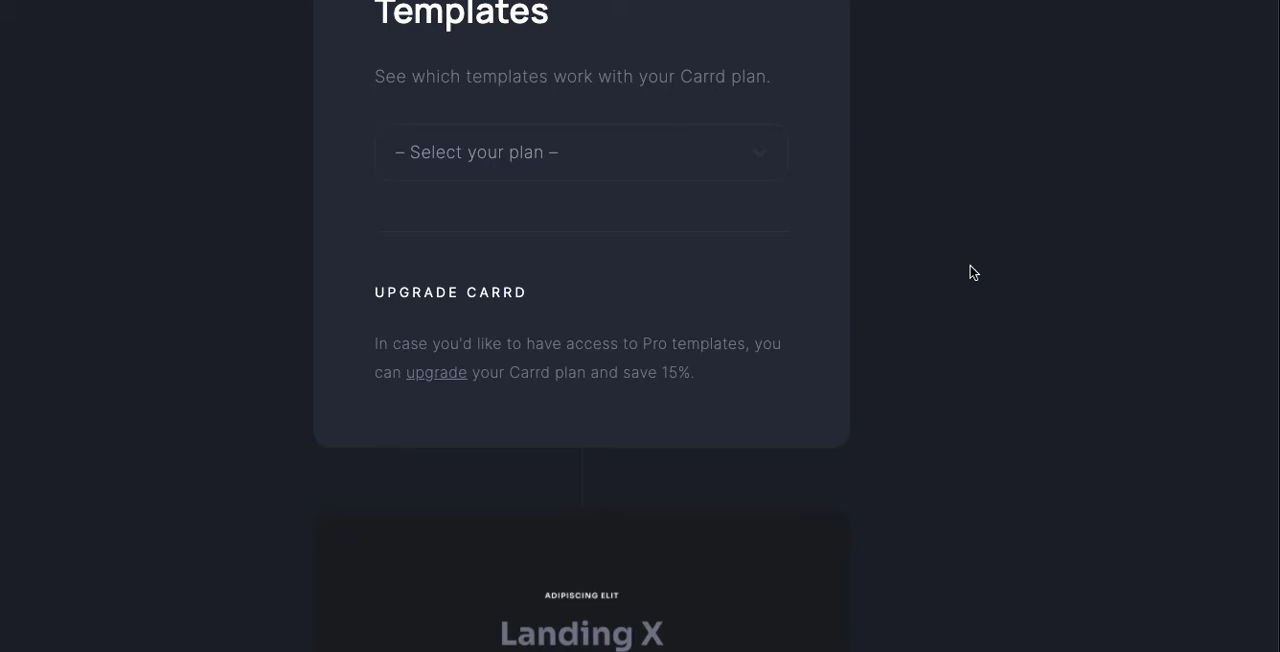 Templates
See which templates work with your Carrd plan.
– Select your plan –
UPGRADE CARRD
In case you'd like to have access to Pro templates, you
can upgrade your Carrd plan and save 15%.
ADIPISCING ELIT
Landing X